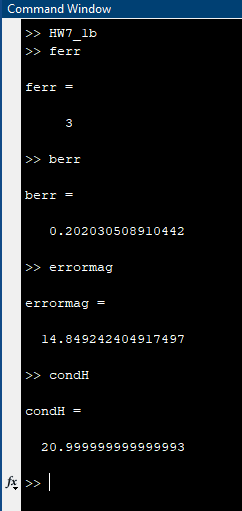 Command Window
>> HW7_1b
>> ferr
ferr =
3
>> berr
berr =
0.202030508910442
>> errormag
errormag =
14.849242404917497
>> condH
condH =
20.999999999999993
fx >>